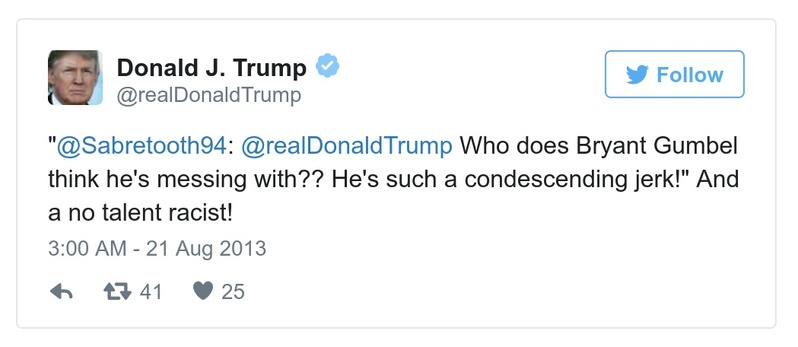 Donald J. Trump
@realDonaldTrump
Follow
"@Sabretooth94: @realDonaldTrump Who does Bryant Gumbel
think he's messing with?? He's such a condescending jerk!" And
a no talent racist!
3:00 AM - 21 Aug 2013
41 25